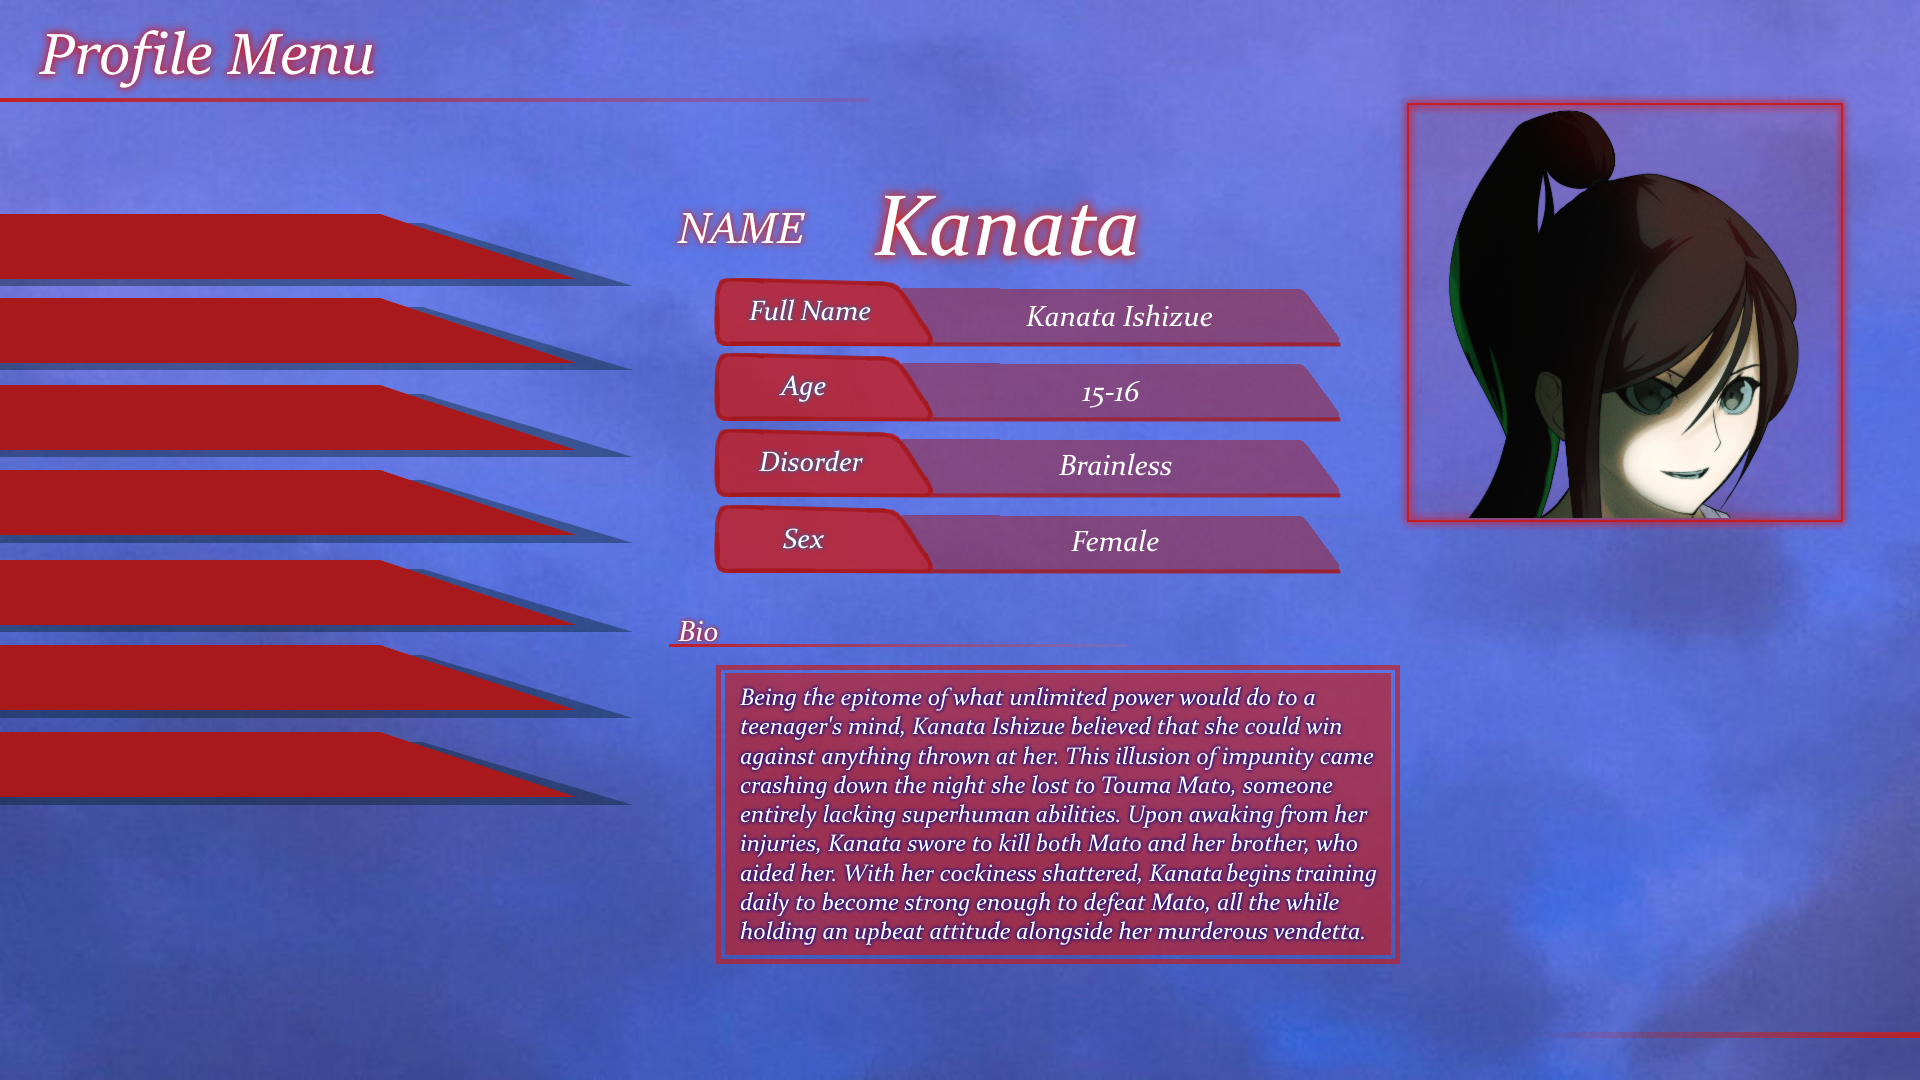 Profile Menu
NAME Kanata
Full Name Kanata Ishizue
Age 15-16
Disorder Brainless
Sex Female
Bio
Being the epitome of what unlimited power would do to a
teenager's mind, Kanata Ishizue believed that she could win
against anything thrown at her. This illusion of impunity came
crashing down the night she lost to Touma Mato, someone
entirely lacking superhuman abilities. Upon awaking from her
injuries, Kanata swore to kill both Mato and her brother, who
aided her. With her cockiness shattered, Kanata begins training
daily to become strong enough to defeat Mato, all the while
holding an upbeat attitude alongside her murderous vendetta.